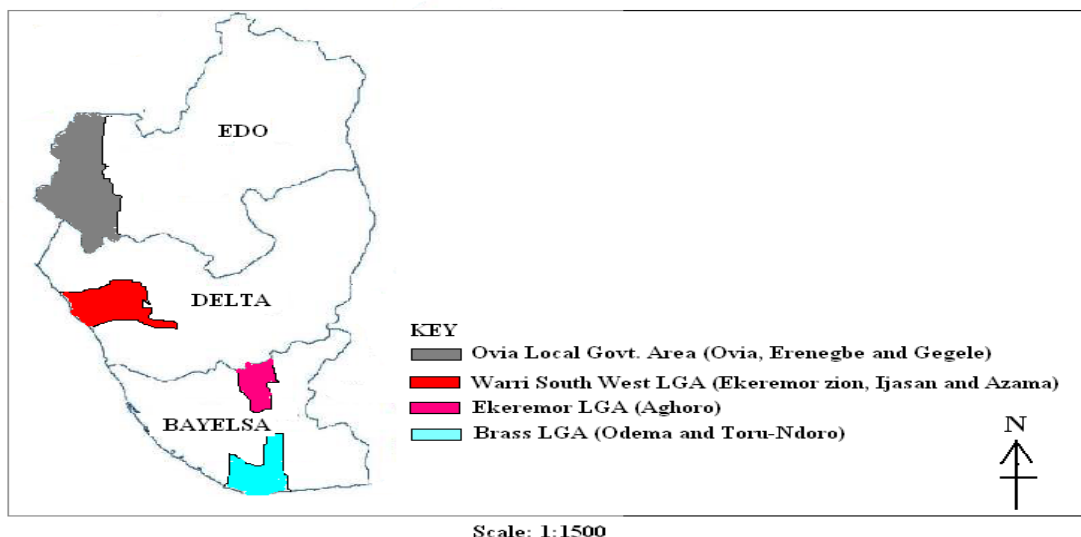 EDO
DELTA
BAYELSA
KEY
Ovia Local Govt. Area (Ovia, Erenegbe and Gegele)
Warri South West LGA (Ekeremor zion, Ijasan and Azama)
Ekeremor LGA (Aghoro)
Brass LGA (Odema and Toru-Ndoro)
N
Scale: 1:1500